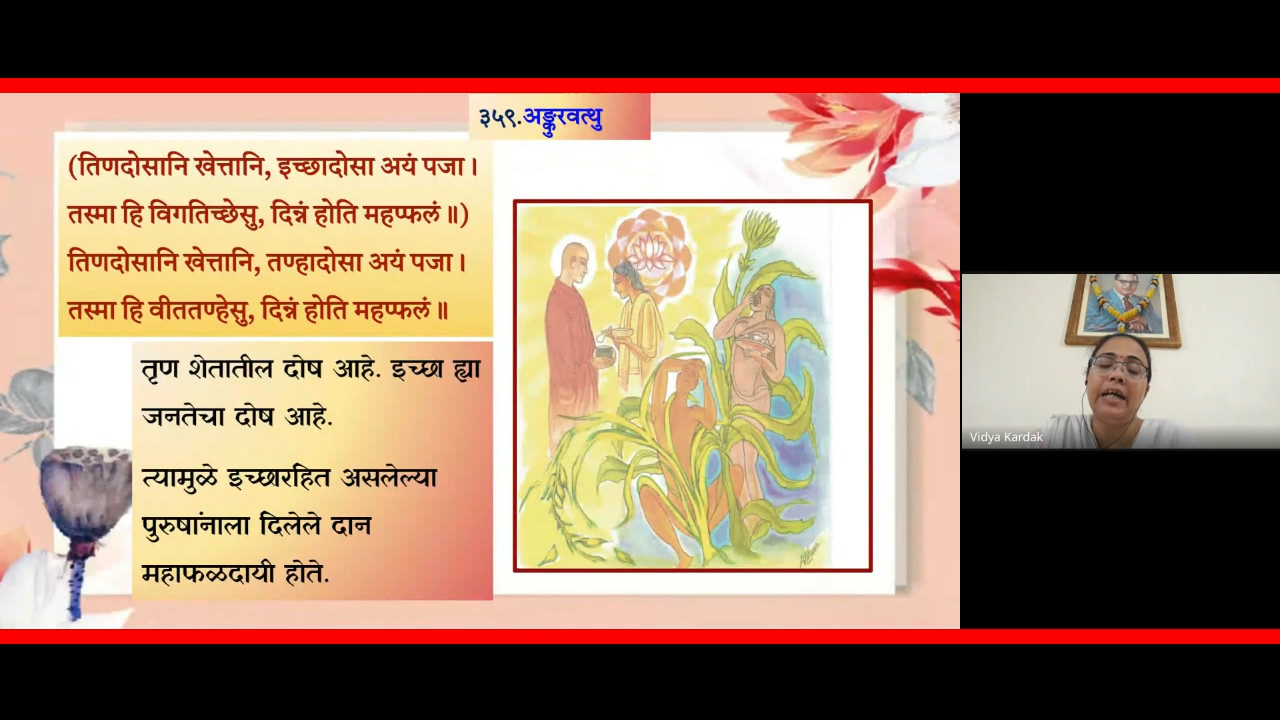 ३५९.अङ्कुरवत्थु
(तिणदोसानि खेत्तानि, इच्छादोसा अयं पजा।
तस्मा हि विगतिच्छेसु, दिन्नं होति महप्फलं॥)
तिणदोसानि खेत्तानि, तण्हादोसा अयं पजा।
तस्मा हि वीततण्हेसु, दिन्नं होति महप्फलं॥
तृण शेतातील दोष आहे. इच्छा ह्या
जनतेचा दोष आहे.
त्यामुळे इच्छारहित असलेल्या
पुरुषांनाला दिलेले दान
महाफळदायी होते.
Vidya Kardak